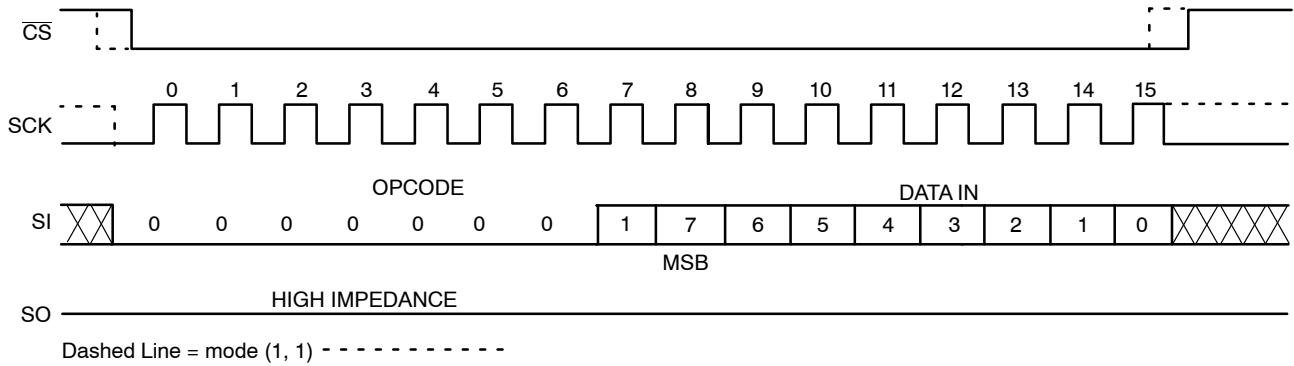 CS
0 1 2 3 4 5 6 7 8 9 10 11 12 13 14 15
SCK
OPCODE DATA IN
SI 0 0 0 0 0 0 0 1 7 6 5 4 3 2 1 0
MSB
HIGH IMPEDANCE
SO
Dashed Line = mode (1, 1)